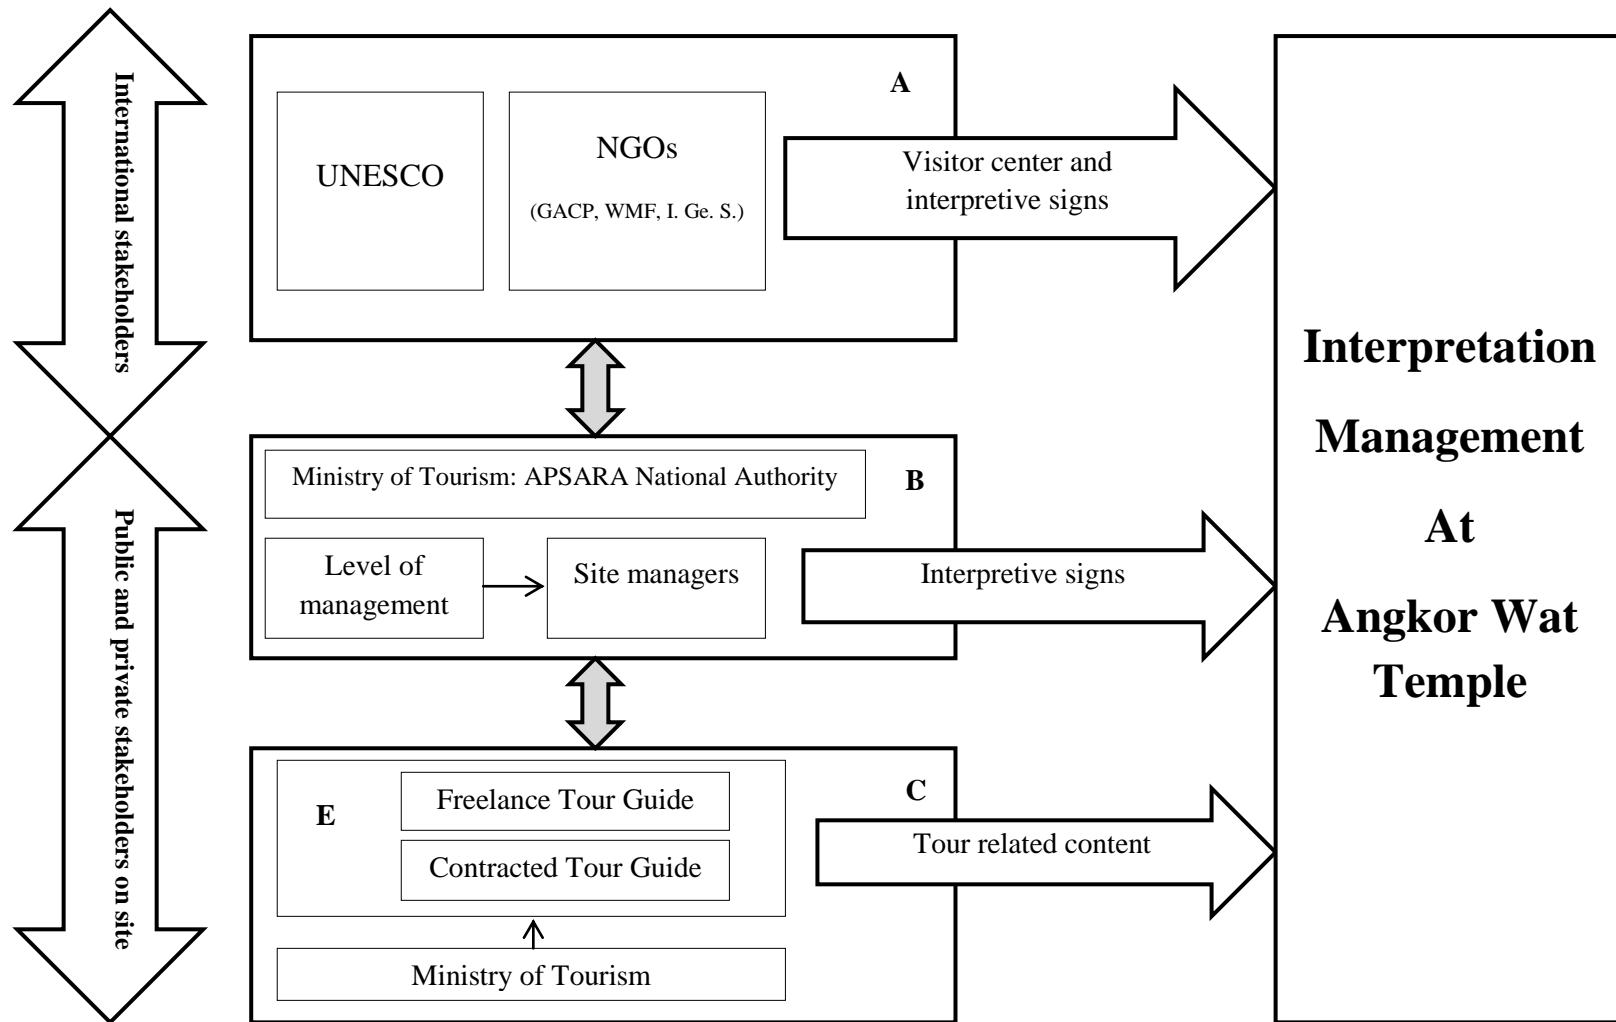 International stakeholders
A
UNESCO
NGOs
(GACP, WMF, I. Ge. S.)
Visitor center and
interpretive signs
Public and private stakeholders on site
Ministry of Tourism: APSARA National Authority
B
Level of
management
Site managers
Interpretive signs
E
Freelance Tour Guide
Contracted Tour Guide
C
Tour related content
Ministry of Tourism
Interpretation
Management
At
Angkor Wat
Temple